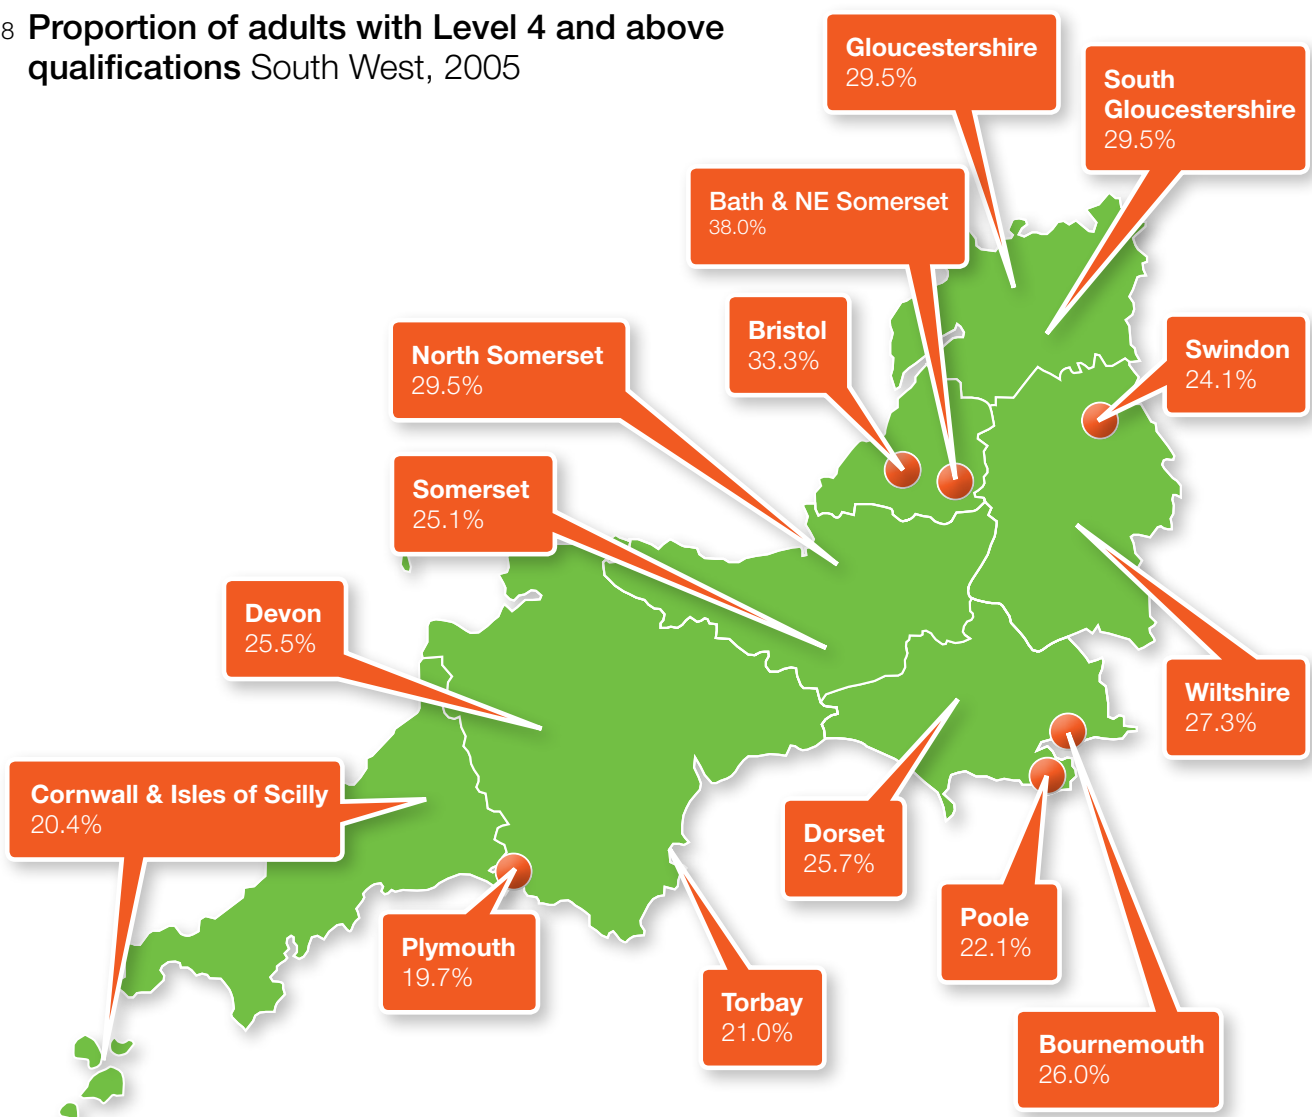 8 Proportion of adults with Level 4 and above
qualifications South West, 2005
Gloucestershire
29.5%
South
Gloucestershire
29.5%
Bath & NE Somerset
38.0%
Bristol
33.3%
North Somerset
29.5%
Swindon
24.1%
Somerset
25.1%
Devon
25.5%
Wiltshire
27.3%
Cornwall & Isles of Scilly
20.4%
Dorset
25.7%
Poole
22.1%
Plymouth
19.7%
Torbay
21.0%
Bournemouth
26.0%